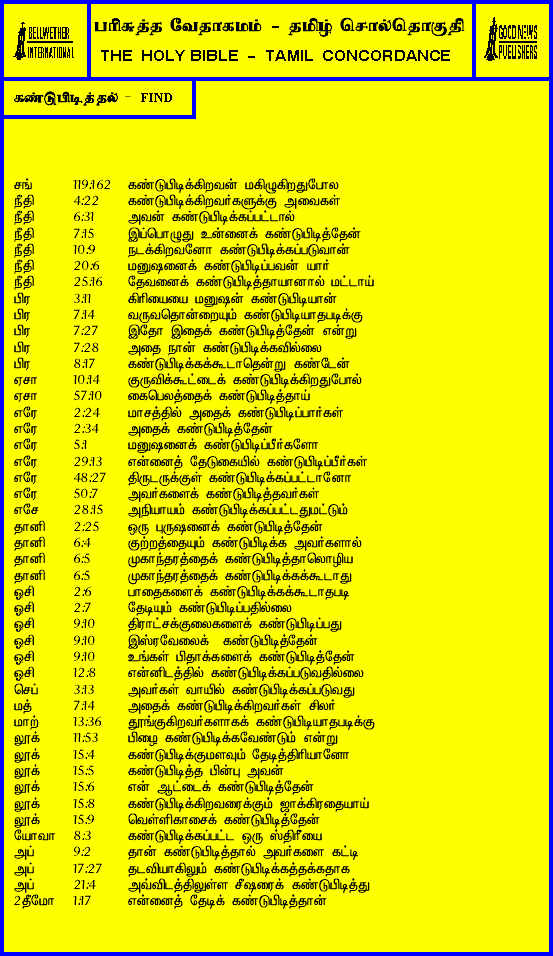 BELLWETHER
INTERNATIONAL
பரிசுத்த வேதாகமம் - தமிழ் சொல்தொகுதி
THE HOLY BIBLE - TAMIL CONCORDANCE
GOOD NEWS
PUBLISHERS
கண்டுபிடித்தல் - FIND
சங் 119:162 கண்டுபிடிக்கிறவன் மகிழுகிறதுபோல
நீதி 4:22 கண்டுபிடிக்கிறவர்களுக்கு அவைகள்
நீதி 6:31 அவன் கண்டுபிடிக்கப்பட்டால்
நீதி 7:15 இப்பொழுது உன்னைக் கண்டுபிடித்தேன்
நீதி 10:9 நடக்கிறவனோ கண்டுபிடிக்கப்படுவான்
நீதி 20:6 மனுஷனைக் கண்டுபிடிப்பவன் யார்
நீதி 25:16 தேவனைக் கண்டுபிடித்தாயானால் மட்டாய்
பிர 3:11 கிரியையை மனுஷன் கண்டுபிடியான்
பிர 7:14 வருவதொன்றையும் கண்டுபிடியாதபடிக்கு
பிர 7:27 இதோ இதைக் கண்டுபிடித்தேன் என்று
பிர 7:28 அதை நான் கண்டுபிடிக்கவில்லை
பிர 8:17 கண்டுபிடிக்கக்கூடாதென்று கண்டேன்
ஏசா 10:14 குருவிக்கூட்டைக் கண்டுபிடிக்கிறதுபோல்
ஏசா 57:10 கைபெலத்தைக் கண்டுபிடித்தாய்
எரே 2:24 மாசத்தில் அதைக் கண்டுபிடிப்பார்கள்
எரே 2:34 அதைக் கண்டுபிடித்தேன்
எரே 5:1 மனுஷனைக் கண்டுபிடிப்பீர்களோ
எரே 29:13 என்னைத் தேடுகையில் கண்டுபிடிப்பீர்கள்
எரே 48:27 திருடருக்குள் கண்டுபிடிக்கப்பட்டானோ
எரே 50:7 அவர்களைக் கண்டுபிடித்தவர்கள்
எசே 28:15 அநியாயம் கண்டுபிடிக்கப்பட்டதுமட்டும்
தானி 2:25 ஒரு புருஷனைக் கண்டுபிடித்தேன்
தானி 6:4 குற்றத்தையும் கண்டுபிடிக்க அவர்களால்
தானி 6:5 முகாந்தரத்தைக் கண்டுபிடித்தாலொழிய
தானி 6:5 முகாந்தரத்தைக் கண்டுபிடிக்கக்கூடாது
ஓசி 2:6 பாதைகளைக் கண்டுபிடிக்கக்கூடாதபடி
ஓசி 2:7 தேடியும் கண்டுபிடிப்பதில்லை
ஓசி 9:10 திராட்சக்குலைகளைக் கண்டுபிடிப்பது
ஓசி 9:10 இஸ்ரவேலைக் கண்டுபிடித்தேன்
ஓசி 9:10 உங்கள் பிதாக்களைக் கண்டுபிடித்தேன்
ஓசி 12:8 என்னிடத்தில் கண்டுபிடிக்கப்படுவதில்லை
செப் 3:13 அவர்கள் வாயில் கண்டுபிடிக்கப்படுவது
மத் 7:14 அதைக் கண்டுபிடிக்கிறவர்கள் சிலர்
மாற் 13:36 தூங்குகிறவர்களாகக் கண்டுபிடியாதபடிக்கு
லூக் 11:53 பிழை கண்டுபிடிக்கவேண்டும் என்று
லூக் 15:4 கண்டுபிடிக்குமளவும் தேடித்திரியானோ
லூக் 15:5 கண்டுபிடித்த பின்பு அவன்
லூக் 15:6 என் ஆட்டைக் கண்டுபிடித்தேன்
லூக் 15:8 கண்டுபிடிக்கிறவரைக்கும் ஜாக்கிரதையாய்
லூக் 15:9 வெள்ளிகாசைக் கண்டுபிடித்தேன்
யோவா 8:3 கண்டுபிடிக்கப்பட்ட ஒரு ஸ்திரீயை
அப் 9:2 தான் கண்டுபிடித்தால் அவர்களை கட்டி
அப் 17:27 தடவியாகிலும் கண்டுபிடிக்கத்தக்கதாக
அப் 21:4 அவ்விடத்திலுள்ள சீஷரைக் கண்டுபிடித்து
2தீமோ 1:17 என்னைத் தேடிக் கண்டுபிடித்தான்